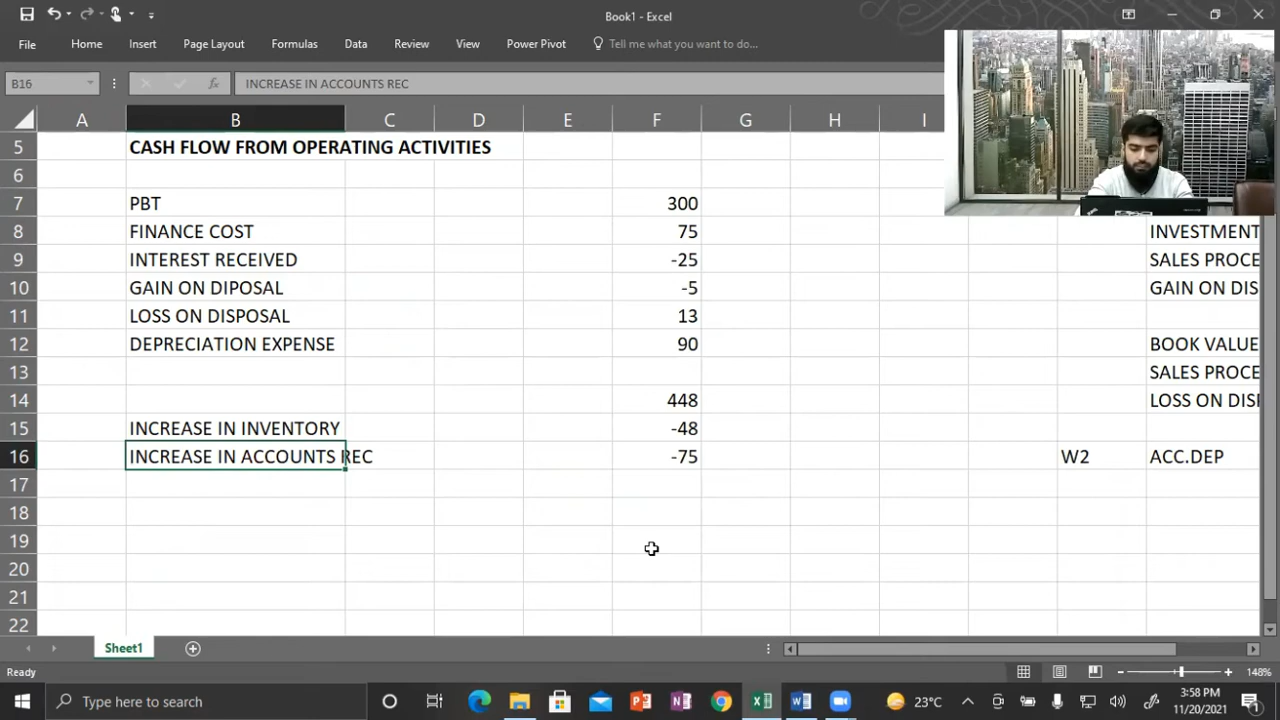 Book1 - Excel
File Home Insert Page Layout Formulas Data Review View Power Pivot Tell me what you want to do...
B16 fx INCREASE IN ACCOUNTS REC
A B C D E F G H I
5 CASH FLOW FROM OPERATING ACTIVITIES
6
7 PBT 300
8 FINANCE COST 75 INVESTMENT
9 INTEREST RECEIVED -25 SALES PROCE
10 GAIN ON DIPOSAL -5 GAIN ON DIS
11 LOSS ON DISPOSAL 13
12 DEPRECIATION EXPENSE 90 BOOK VALUE
13 SALES PROCE
14 448 LOSS ON DISI
15 INCREASE IN INVENTORY -48
16 INCREASE IN ACCOUNTS REC -75 W2 ACC.DEP
17
18
19
20
21
22
Sheet1
Ready 148%
Type here to search 23°C 3:58 PM
11/20/2021